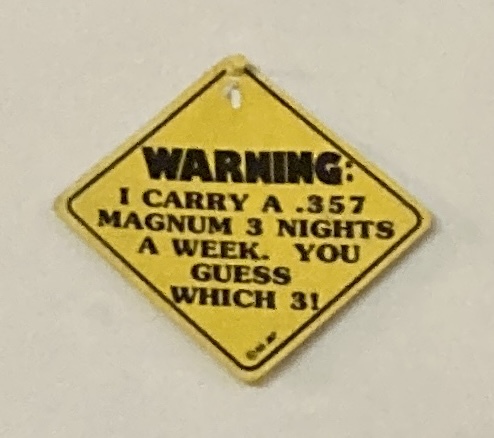 WARNING:
I CARRY A .357
MAGNUM 3 NIGHTS
A WEEK. YOU
GUESS
WHICH 3!